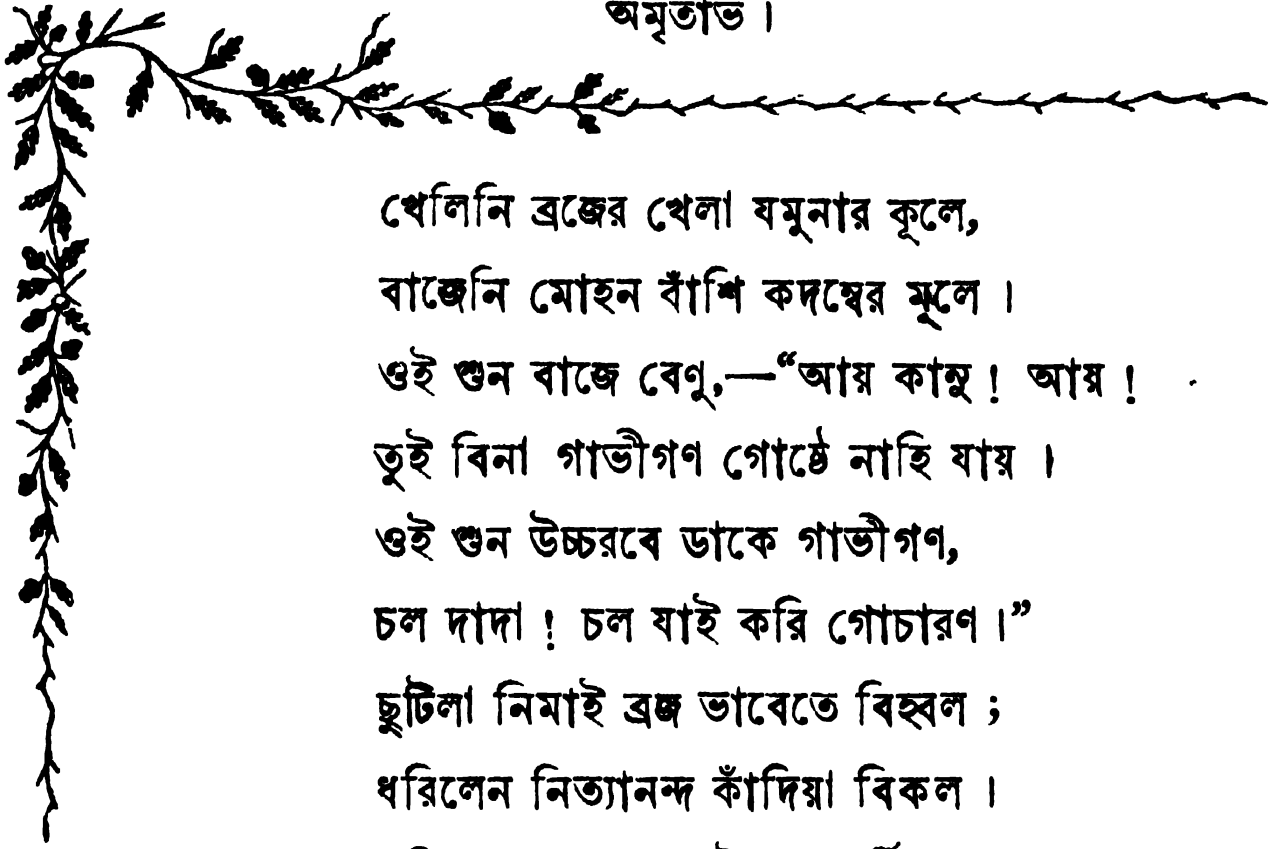 অমৃতাভ ।
খেলিনি ব্রজের খেলা যমুনার কূলে,
বাজেনি মোহন বাঁশি কদম্বের মূলে ।
ওই শুন বাজে বেণু,—“আয় কানু ! আয় !
তুই বিনা গাভীগণ গোষ্ঠে নাহি যায় ।
ওই শুন উচ্চরবে ডাকে গাভীগণ,
চল দাদা ! চল যাই করি গোচারণ ।”
ছুটিলা নিমাই ব্রজ ভাবেতে বিহ্বল ;
ধরিলেন নিত্যানন্দ কাঁদিয়া বিকল ।